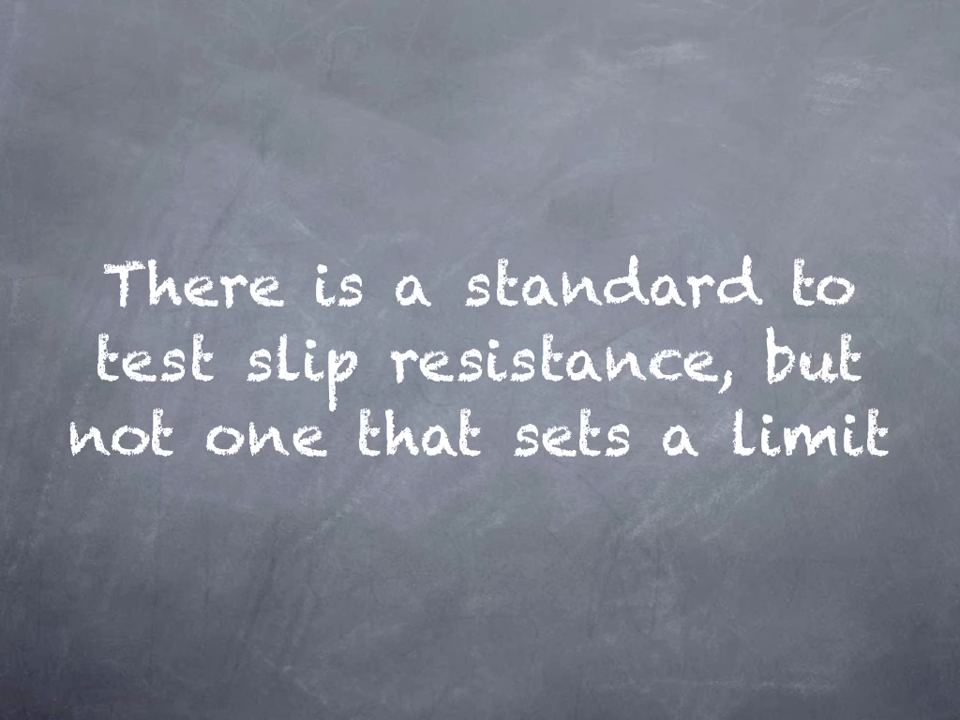 There is a standard to
test slip resistance, but
not one that sets a limit